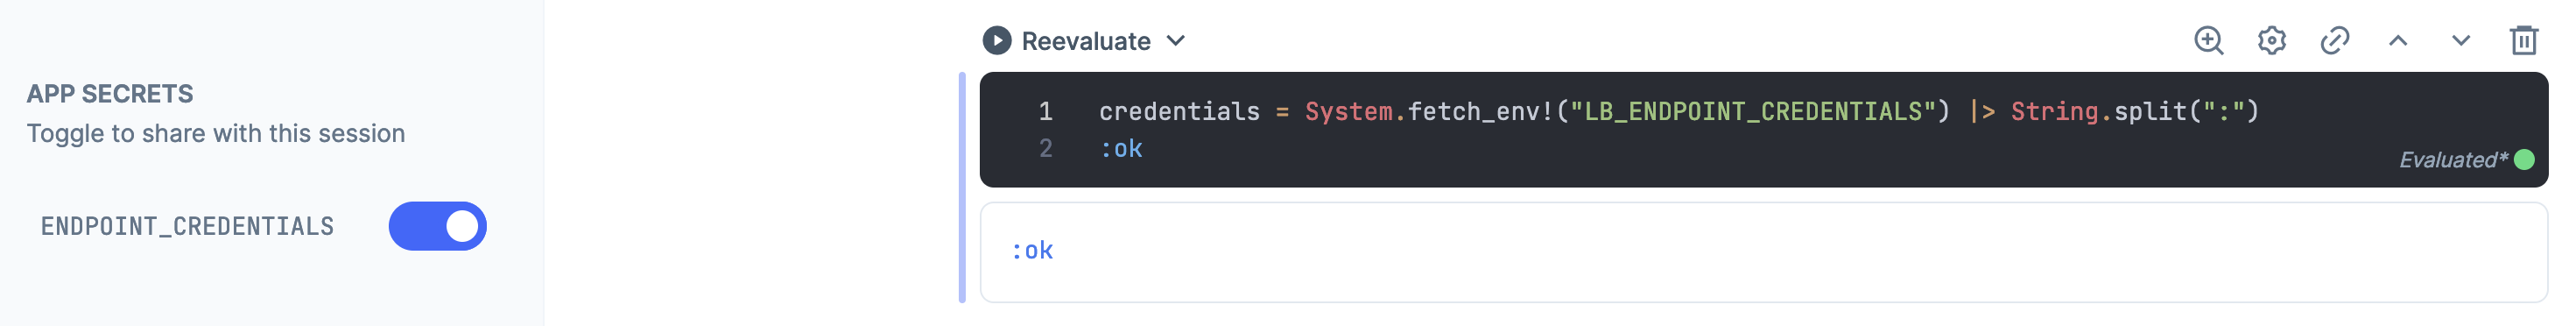 APP SECRETS
Toggle to share with this session
ENDPOINT_CREDENTIALS
Reevaluate
1 credentials = System.fetch_env!("LB_ENDPOINT_CREDENTIALS") |> String.split(":")
2 :ok
Evaluated*
:ok